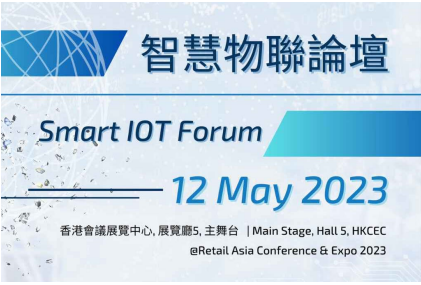 智慧物聯論壇
Smart IOT Forum
12 May 2023
香港會議展覽中心, 展覽廳5, 主舞台 | Main Stage, Hall 5, HKCEC
@Retail Asia Conference & Expo 2023